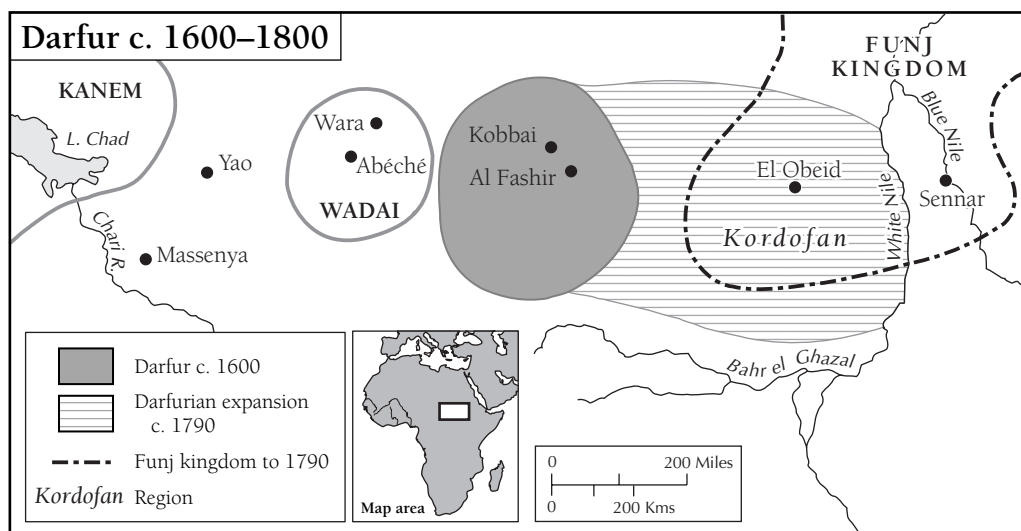 Darfur c. 1600–1800
KANEM
L. Chad
Yao
Chari R.
Massenya
Wara
Abéché
WADAI
Kobbai
Al Fashir
FUNJ
KINGDOM
Blue Nile
El Obeid
Sennar
White Nile
Kordofan
Bahr el Ghazal
Darfur c. 1600
Darfurian expansion
c. 1790
Funj kingdom to 1790
Kordofan Region
Map area
0 200 Miles
0 200 Kms